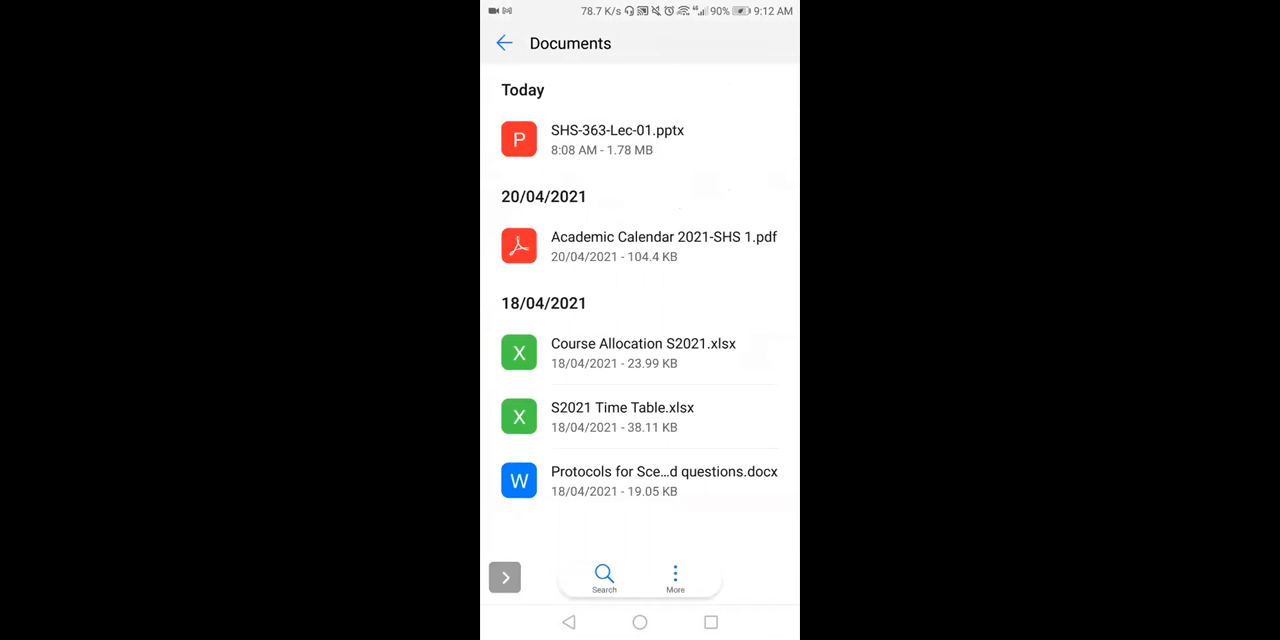 78.7 K/s 4G 90% 9:12 AM
Documents
Today
P
SHS-363-Lec-01.pptx
8:08 AM - 1.78 MB
20/04/2021
Academic Calendar 2021-SHS 1.pdf
20/04/2021 - 104.4 KB
18/04/2021
X
Course Allocation S2021.xlsx
18/04/2021 - 23.99 KB
X
S2021 Time Table.xlsx
18/04/2021 - 38.11 KB
W
Protocols for Sce...d questions.docx
18/04/2021 - 19.05 KB
Search
More